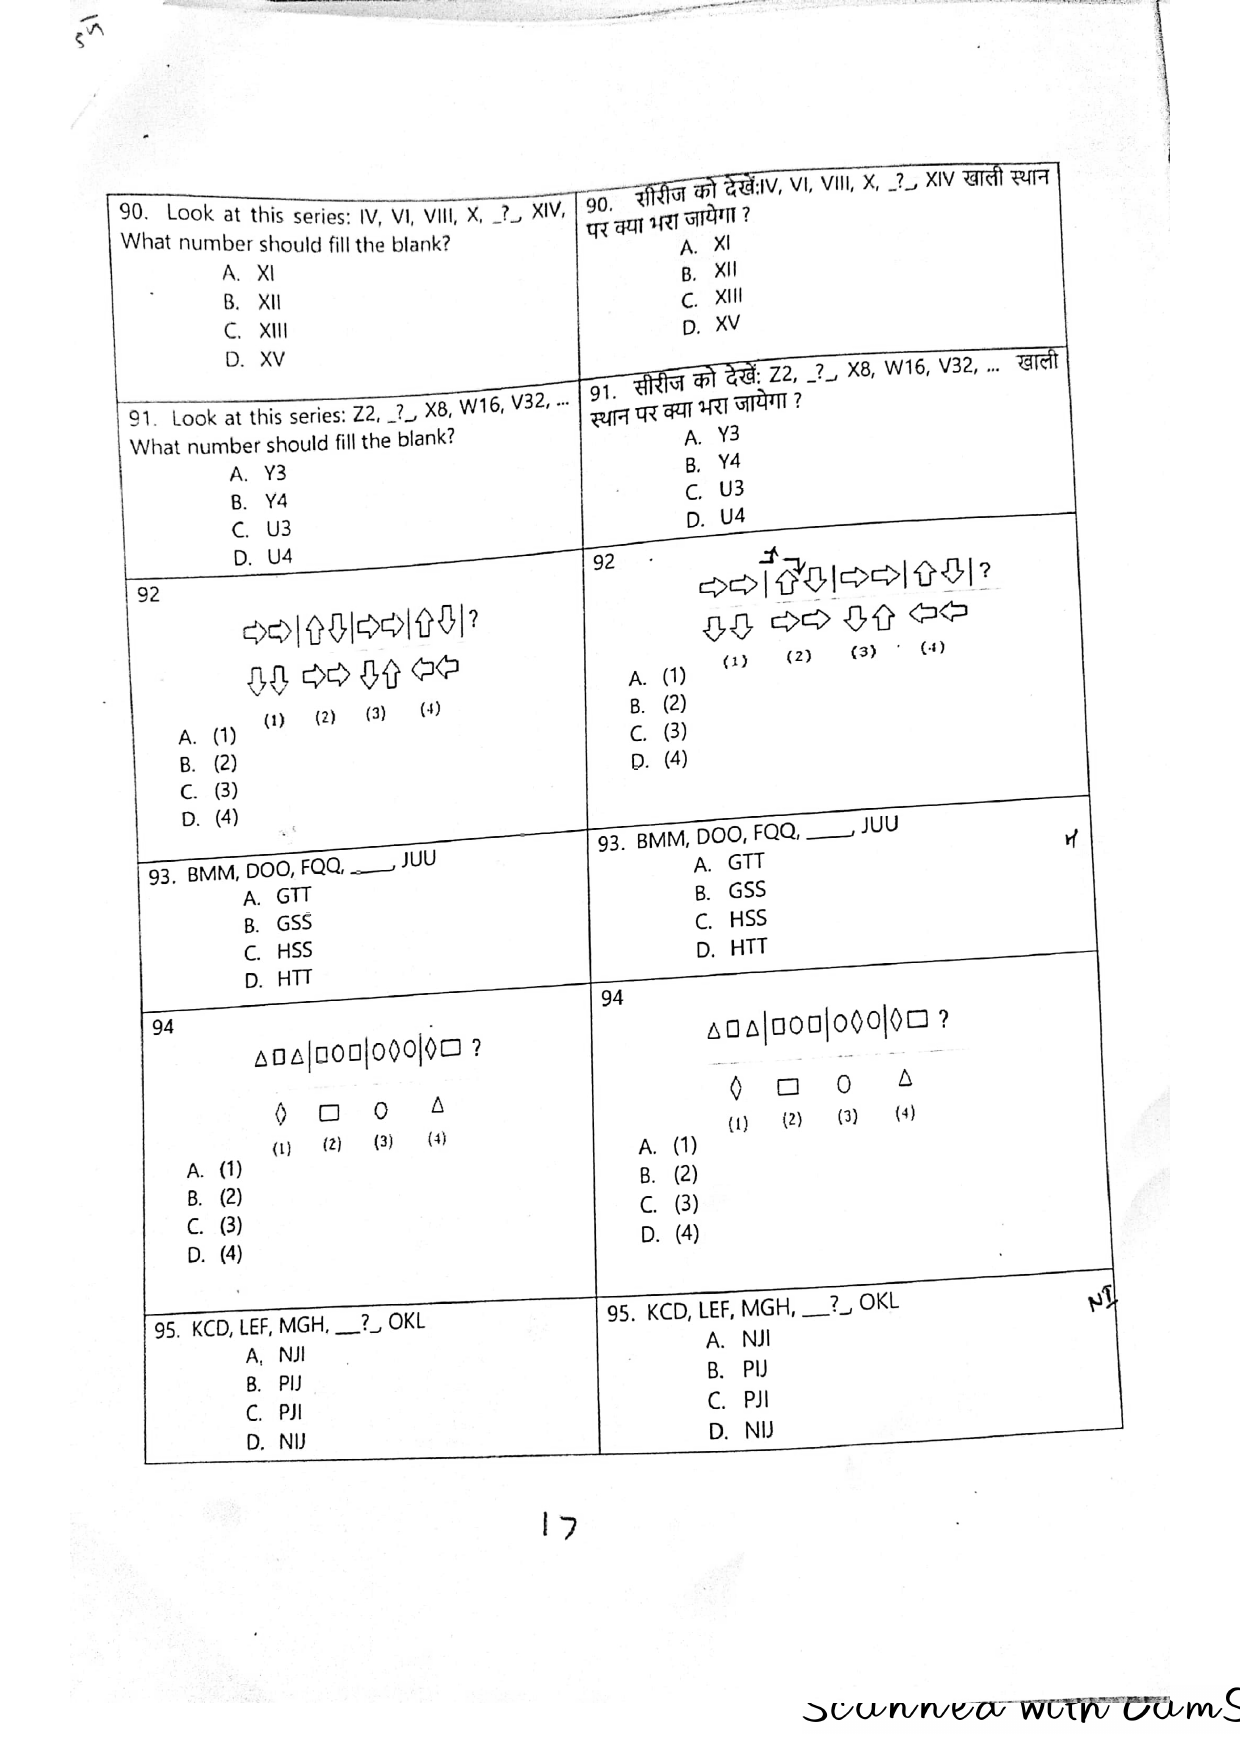 90. Look at this series: IV, VI, VIII, X, _?_, XIV,
What number should fill the blank?
A. XI
B. XII
C. XIII
D. XV
90. सीरीज को देखें:IV, VI, VIII, X, _?_, XIV खाली स्थान
पर क्या भरा जायेगा ?
A. XI
B. XII
C. XIII
D. XV
91. Look at this series: Z2, _?_, X8, W16, V32, ...
What number should fill the blank?
A. Y3
B. Y4
C. U3
D. U4
91. सीरीज को देखें: Z2, _?_, X8, W16, V32, ... खाली
स्थान पर क्या भरा जायेगा ?
A. Y3
B. Y4
C. U3
D. U4
92
?
(1) (2) (3) (4)
A. (1)
B. (2)
C. (3)
D. (4)
92
?
(1) (2) (3) (4)
A. (1)
B. (2)
C. (3)
D. (4)
93. BMM, DOO, FQQ, ____, JUU
A. GTT
B. GSS
C. HSS
D. HTT
93. BMM, DOO, FQQ, ____, JUU
A. GTT
B. GSS
C. HSS
D. HTT
94
?
(1) (2) (3) (4)
A. (1)
B. (2)
C. (3)
D. (4)
94
?
(1) (2) (3) (4)
A. (1)
B. (2)
C. (3)
D. (4)
95. KCD, LEF, MGH, __?_, OKL
A. NJI
B. PIJ
C. PJI
D. NIJ
95. KCD, LEF, MGH, __?_, OKL
A. NJI
B. PIJ
C. PJI
D. NIJ
NI
17
Scanned with CamS